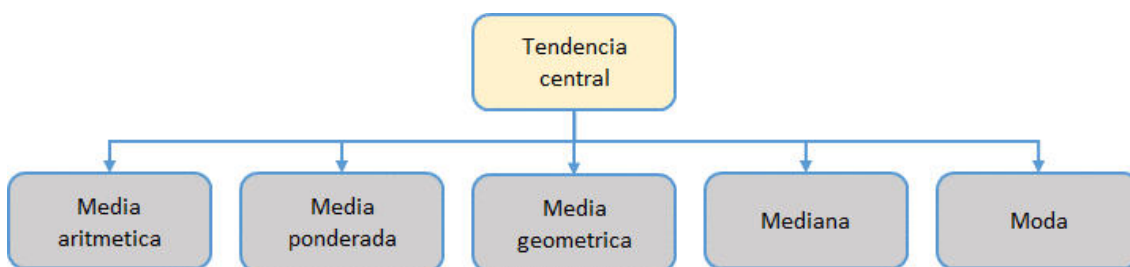 Tendencia
central
Media
aritmetica
Media
ponderada
Media
geometrica
Mediana
Moda